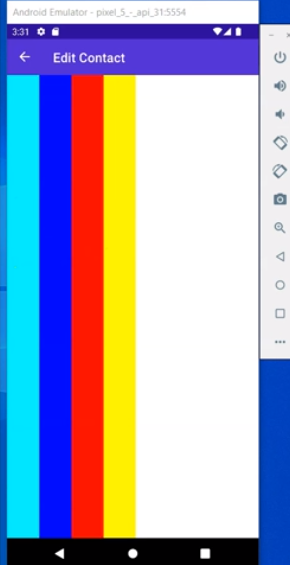 Android Emulator - pixel_5_-_api_31:5554
3:31
Edit Contact